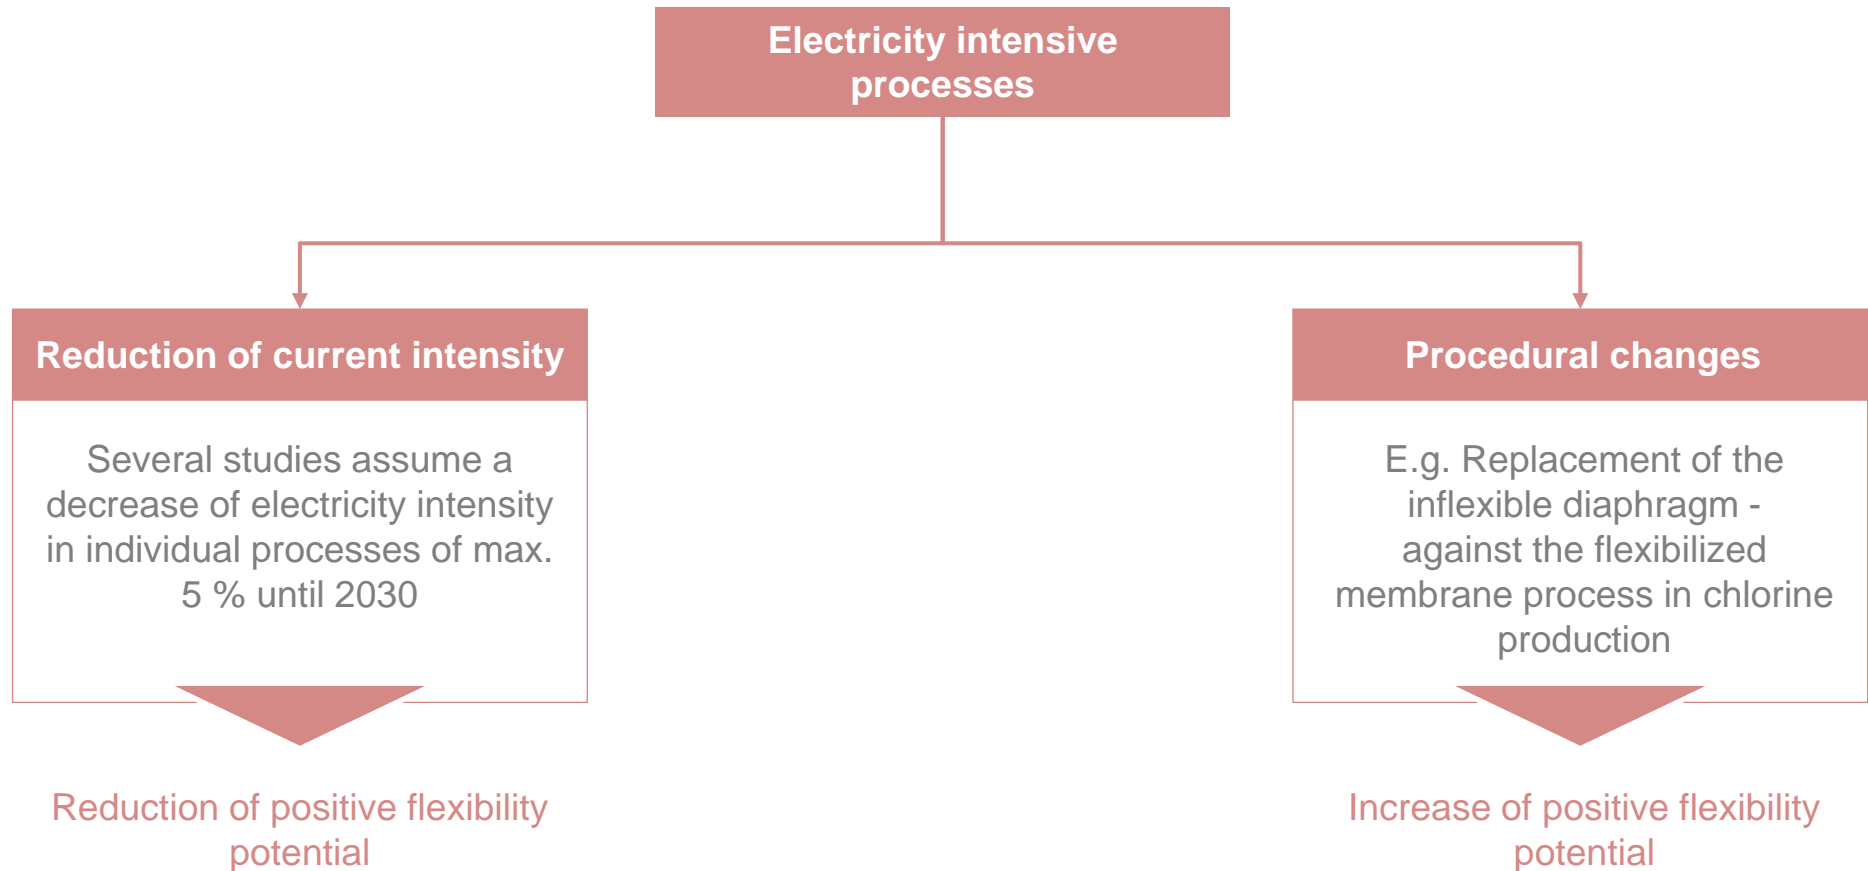 Electricity intensive
processes
Reduction of current intensity
Several studies assume a
decrease of electricity intensity
in individual processes of max.
5 % until 2030
Reduction of positive flexibility
potential
Procedural changes
E.g. Replacement of the
inflexible diaphragm -
against the flexibilized
membrane process in chlorine
production
Increase of positive flexibility
potential